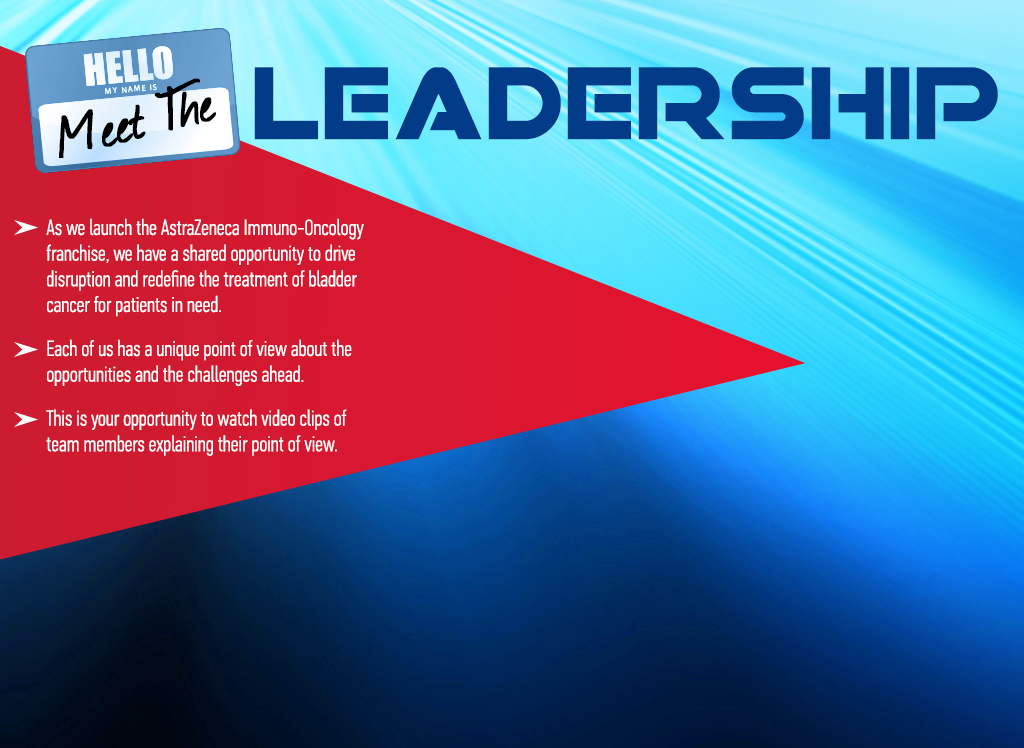 HELLO
MY NAME IS
Meet The
LEADERSHIP
As we launch the AstraZeneca Immuno-Oncology
franchise, we have a shared opportunity to drive
disruption and redefine the treatment of bladder
cancer for patients in need.
Each of us has a unique point of view about the
opportunities and the challenges ahead.
This is your opportunity to watch video clips of
team members explaining their point of view.